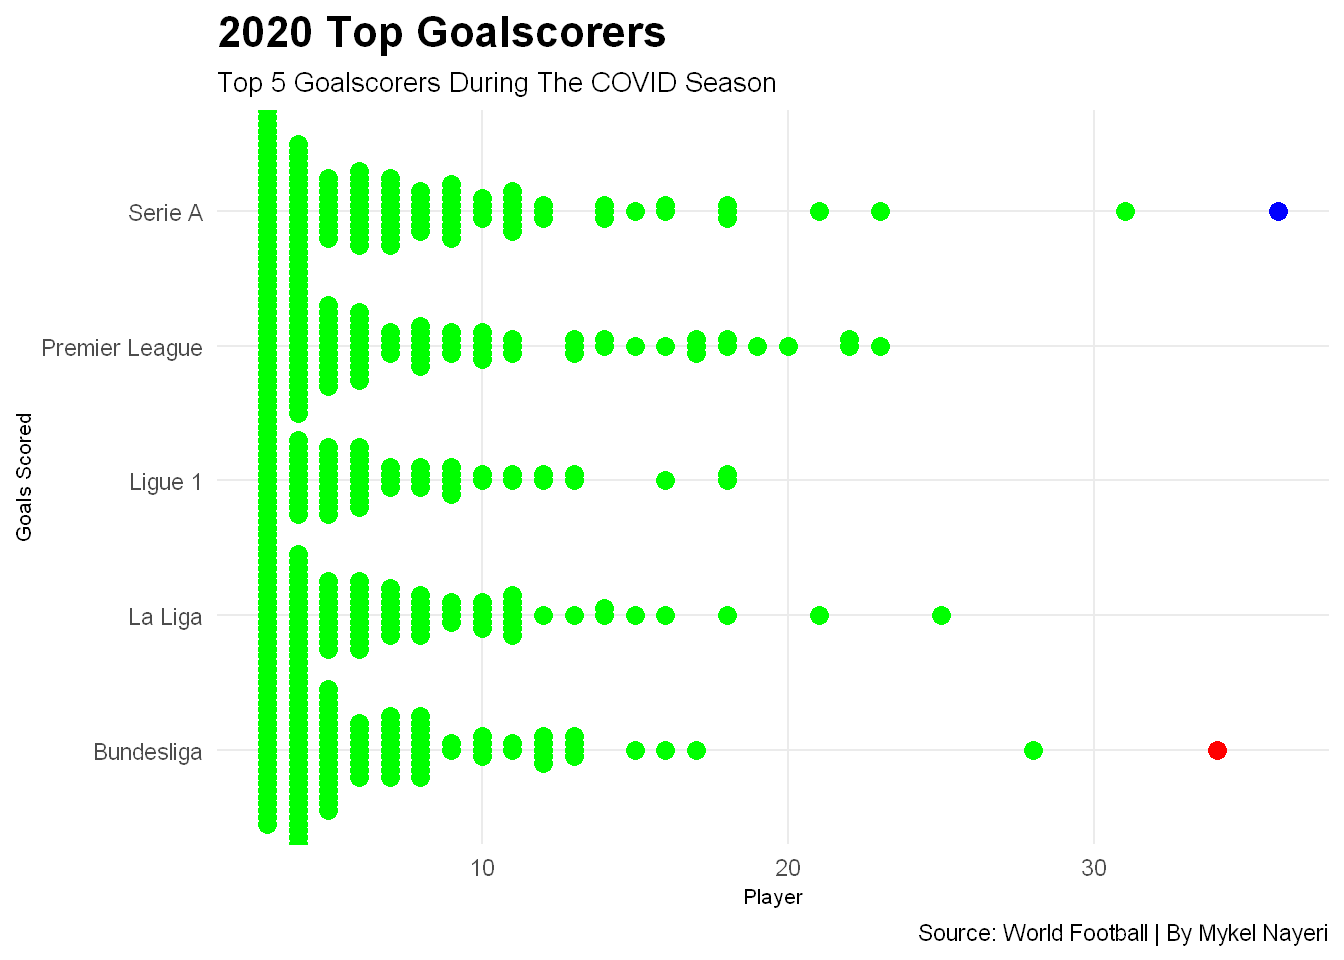 2020 Top Goalscorers
Top 5 Goalscorers During The COVID Season
Goals Scored
Serie A
Premier League
Ligue 1
La Liga
Bundesliga
10
20
30
Player
Source: World Football | By Mykel Nayeri